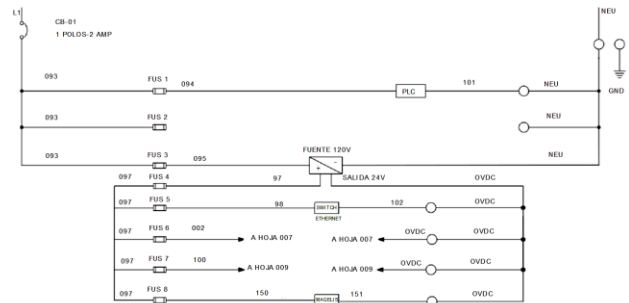 L1
NEU
CB-01
1 POLOS-2 AMP
GND
093
FUS 1
094
PLC
101
NEU
093
FUS 2
NEU
093
FUS 3
095
FUENTE 120V
NEU
+ -
097
FUS 4
97
SALIDA 24V
OVDC
097
FUS 5
98
SWITCH
102
OVDC
ETHERNET
097
FUS 6
002
A HOJA 007
A HOJA 007
OVDC
OVDC
097
FUS 7
100
A HOJA 009
A HOJA 009
OVDC
OVDC
097
FUS 8
150
MAGELIS
151
OVDC